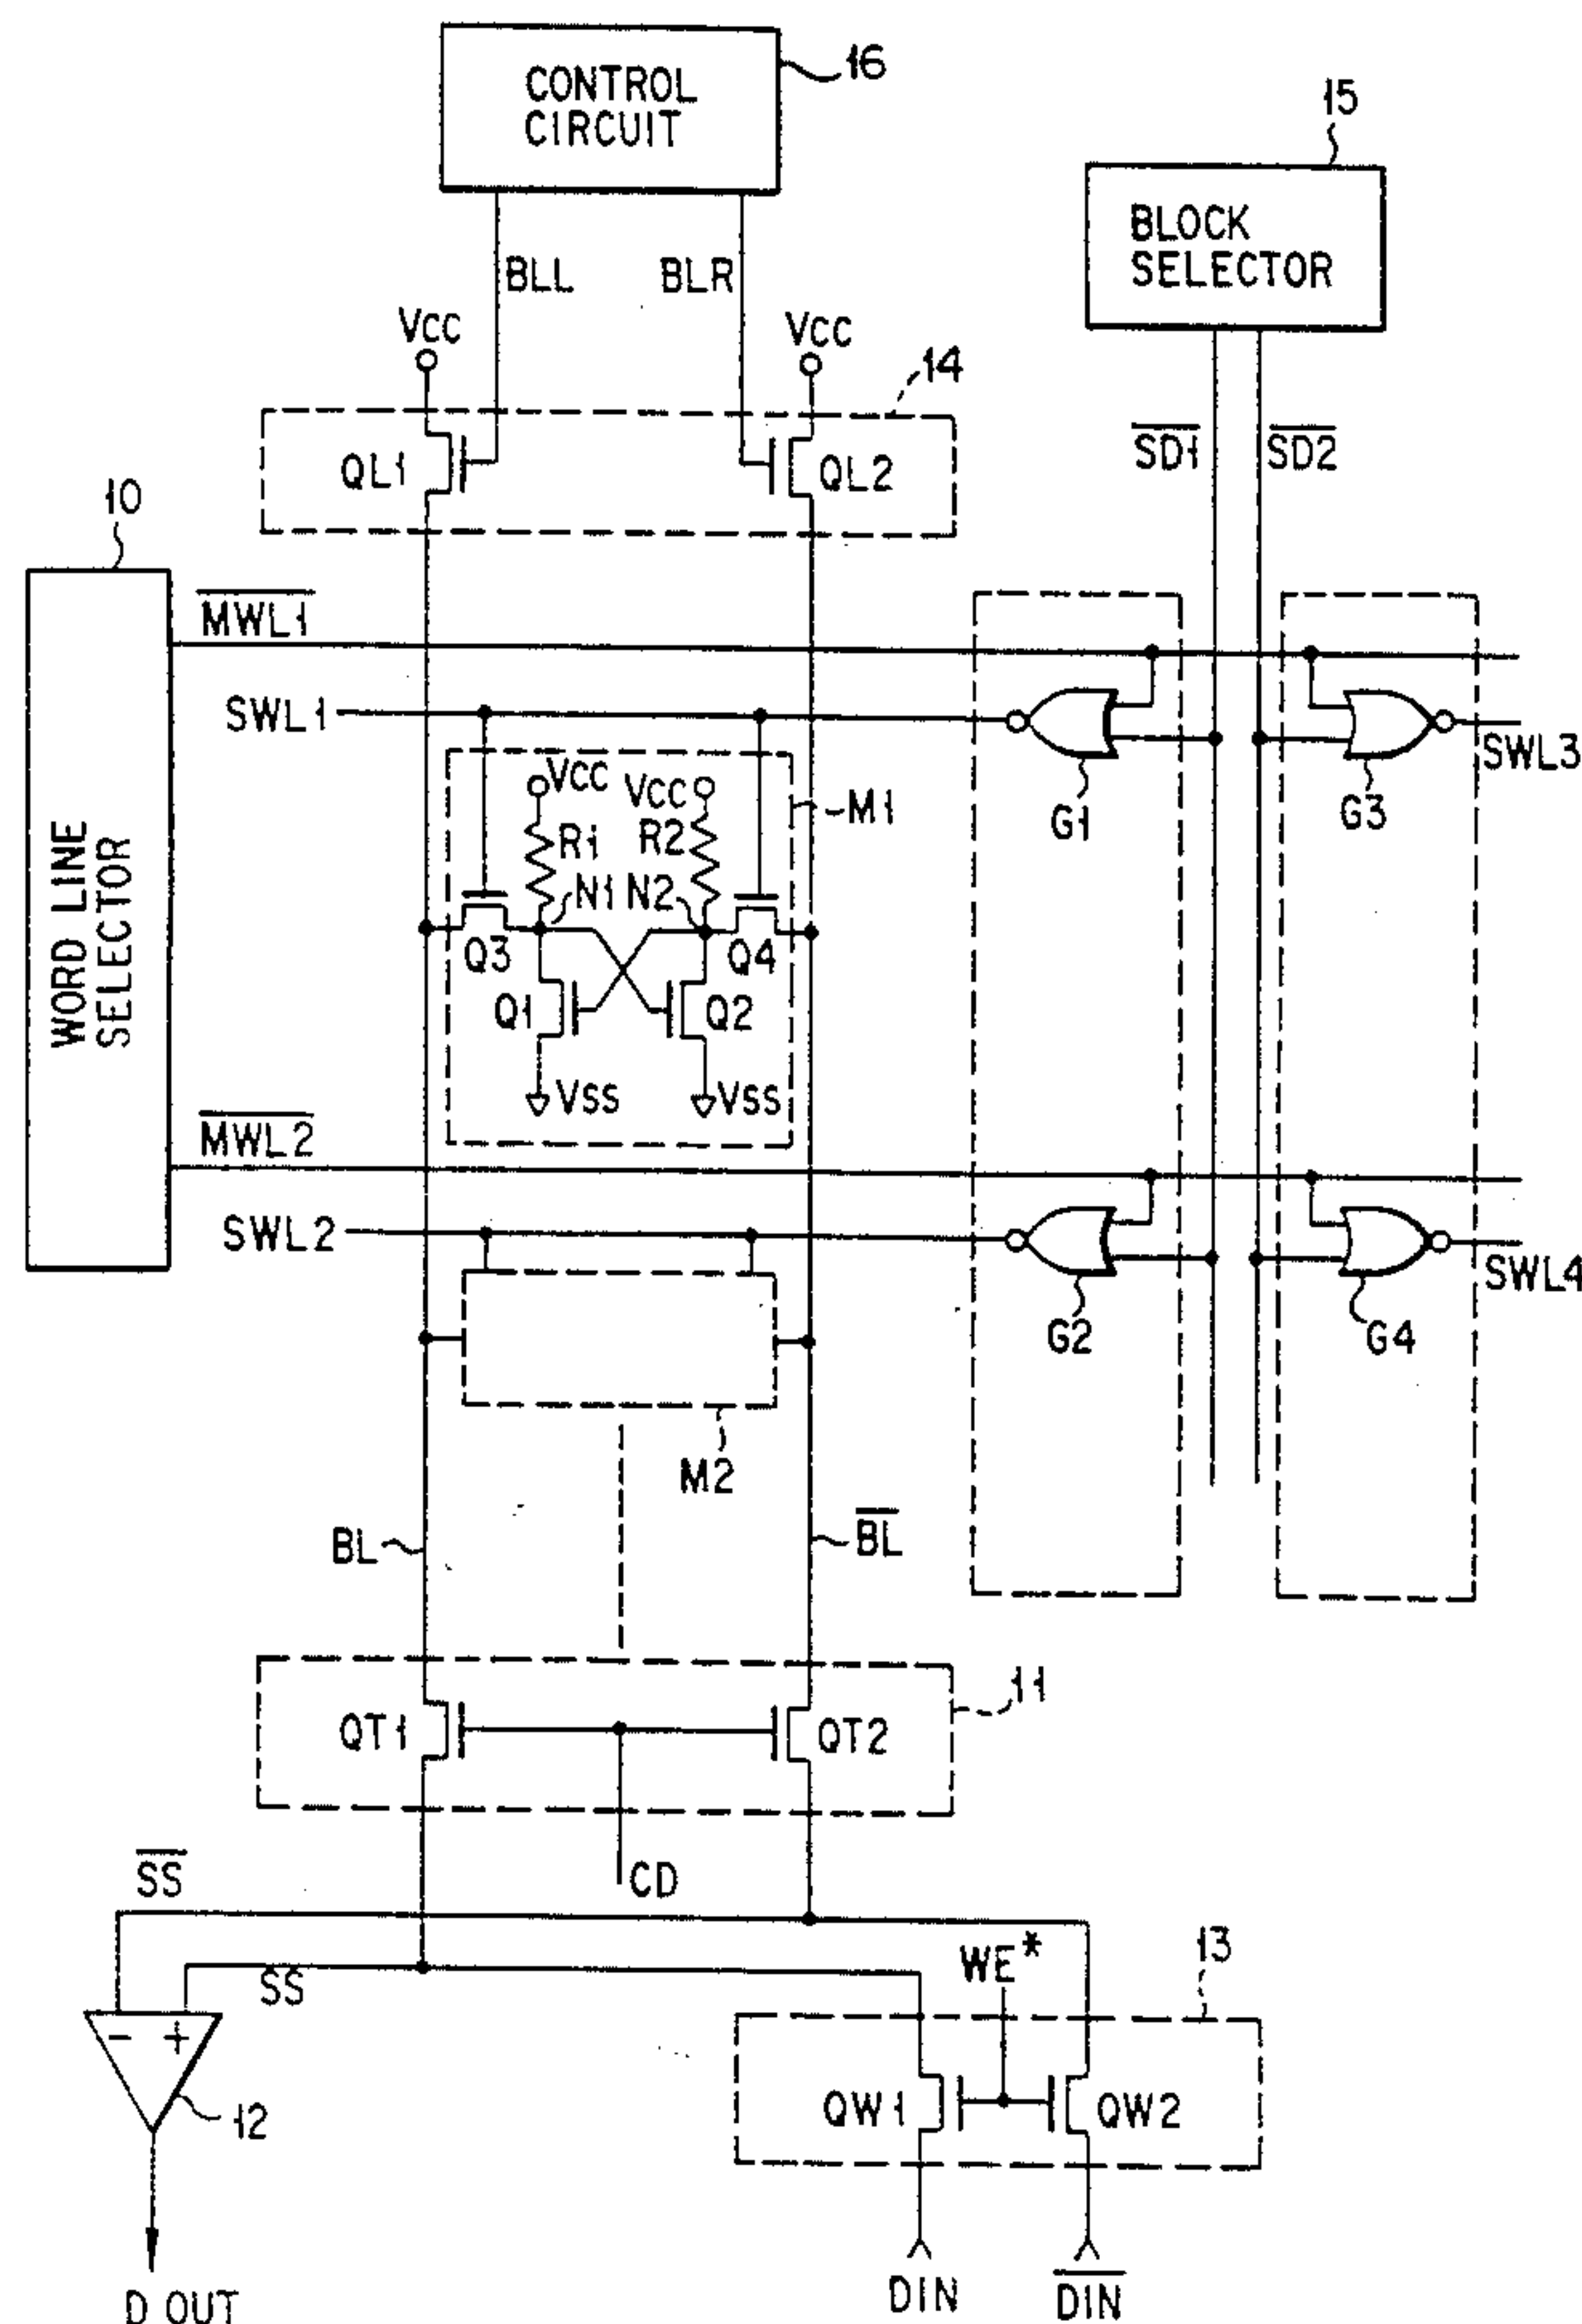 CONTROL
CIRCUIT
16
15
BLOCK
SELECTOR
BLL
BLR
VCC
VCC
14
SD1
SD2
QL1
QL2
10
MWL1
SWL1
SWL3
VCC
VCC
M1
G1
G3
R1
R2
WORD LINE
SELECTOR
N1
N2
Q3
Q4
Q1
Q2
VSS
VSS
MWL2
SWL2
SWL4
G2
G4
M2
BL
BL
11
QT1
QT2
SS
CD
13
WE*
SS
- +
QW1
QW2
12
DIN
DIN
D OUT